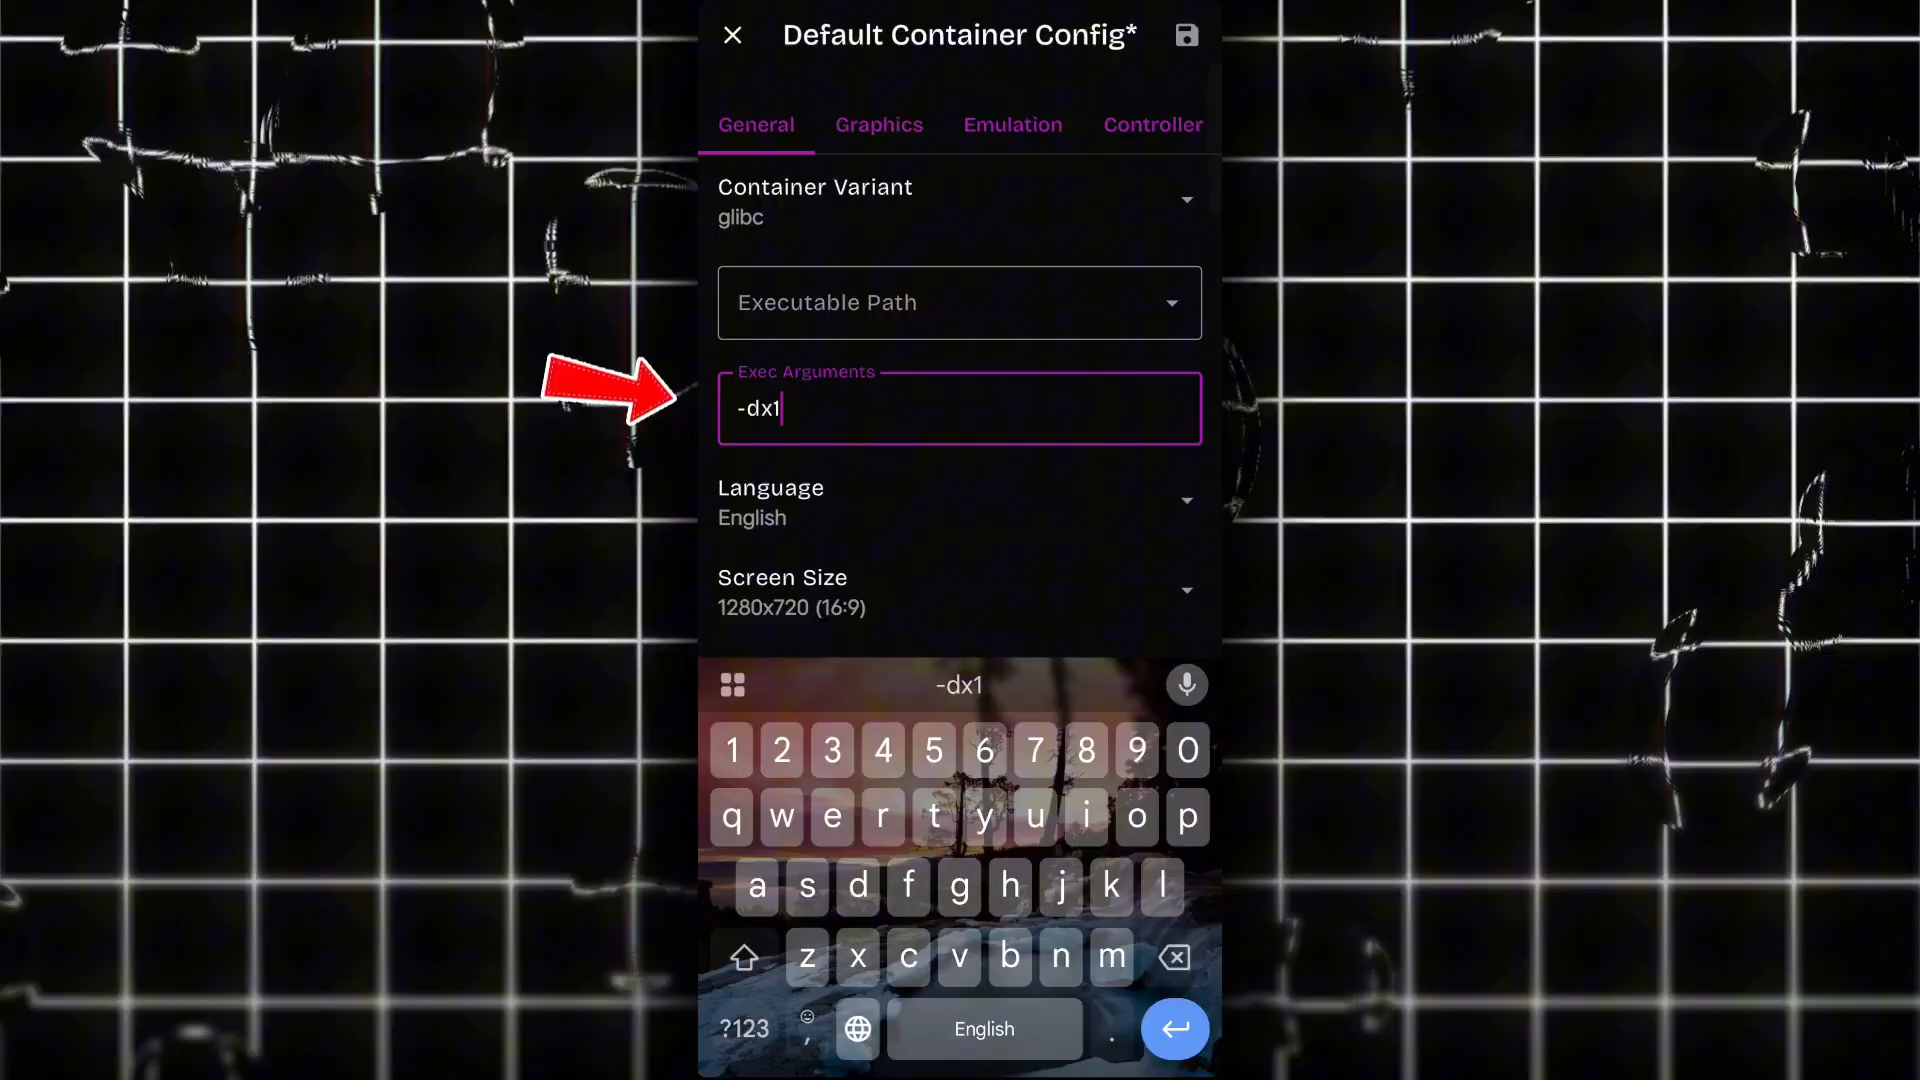 Default Container Config*
General Graphics Emulation Controller
Container Variant
glibc
Executable Path
Exec Arguments
-dx1
Language
English
Screen Size
1280x720 (16:9)
-dx1
1 2 3 4 5 6 7 8 9 0
q w e r t y u i o p
a s d f g h j k l
z x c v b n m
?123 , English .